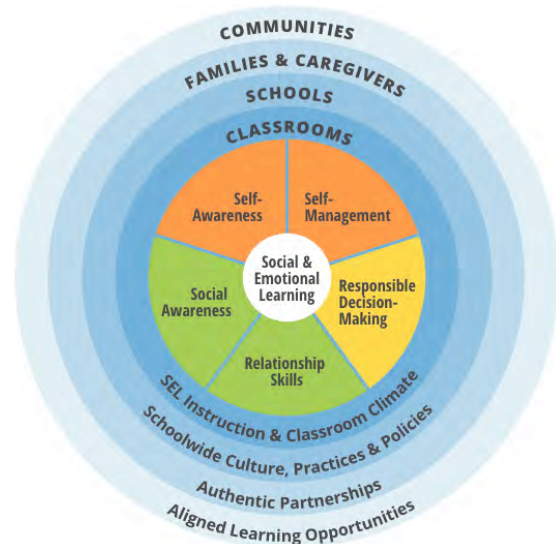 COMMUNITIES
FAMILIES & CAREGIVERS
SCHOOLS
CLASSROOMS
Self-
Awareness
Self-
Management
Social &
Emotional
Learning
Social
Awareness
Responsible
Decision-
Making
Relationship
Skills
SEL Instruction & Classroom Climate
Schoolwide Culture, Practices & Policies
Authentic Partnerships
Aligned Learning Opportunities